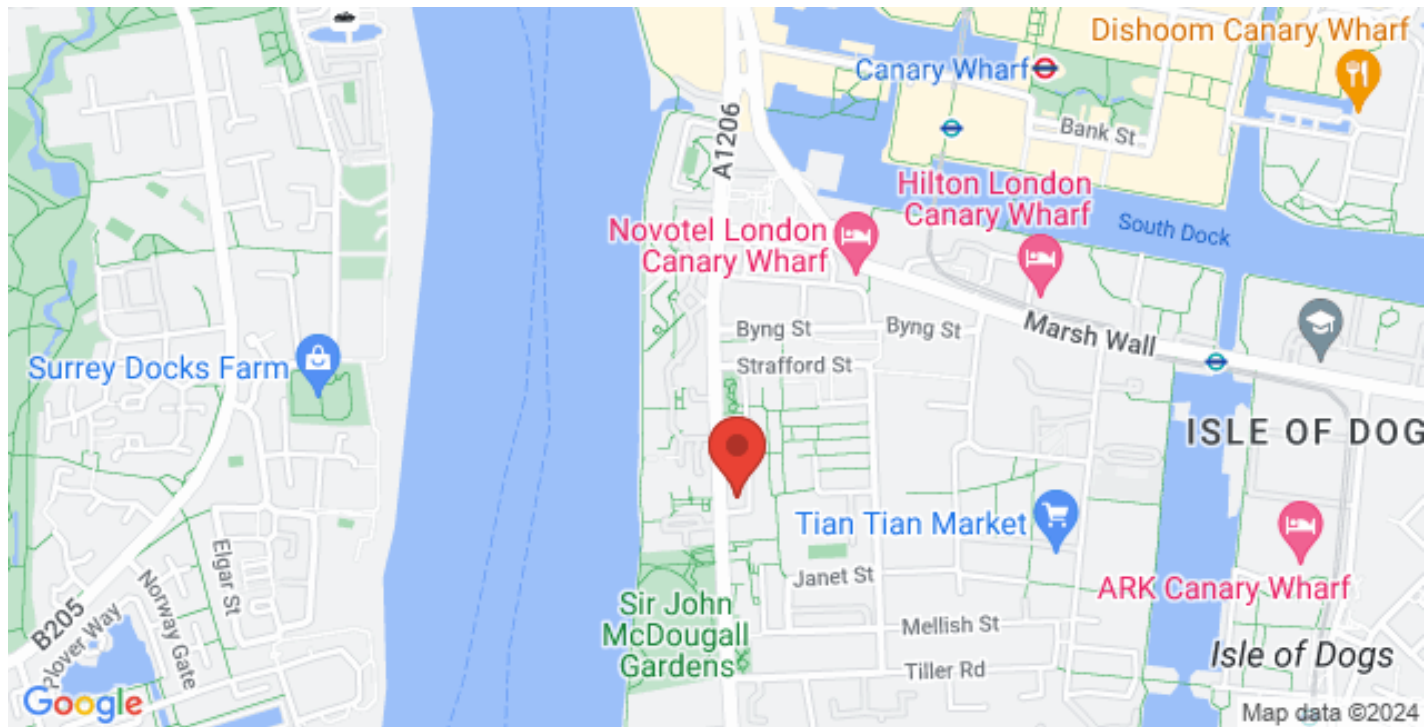 Dishoom Canary Wharf
Canary Wharf
A1206
Bank St
Hilton London
Canary Wharf
Novotel London
Canary Wharf
South Dock
Byng St
Byng St
Marsh Wall
Surrey Docks Farm
Strafford St
ISLE OF DOG
Tian Tian Market
Elgar St
Janet St
ARK Canary Wharf
Sir John
McDougall
Gardens
Norway Gate
B205
Plover Way
Mellish St
Isle of Dogs
Tiller Rd
Google
Map data ©2024